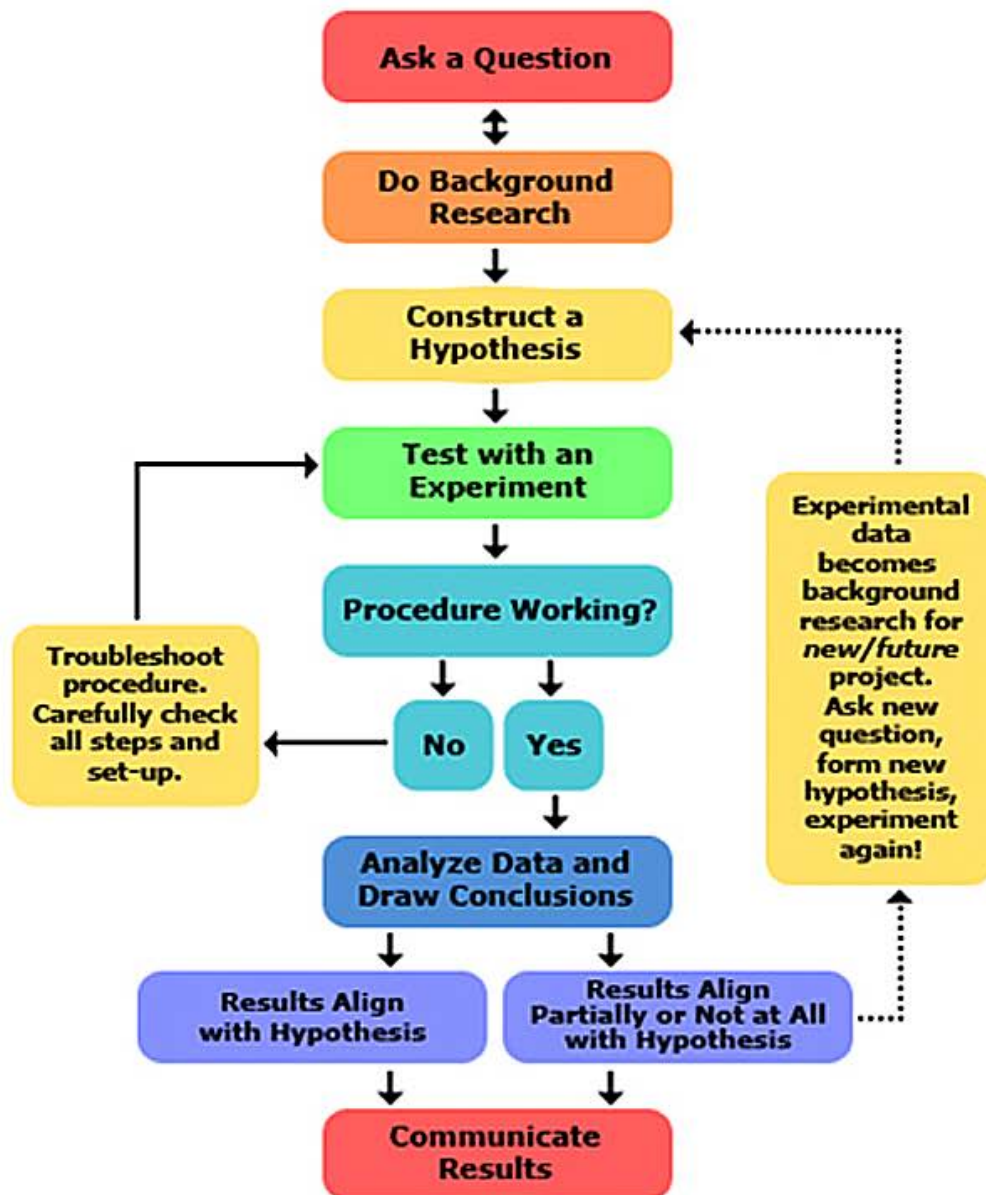 Ask a Question
Do Background
Research
Construct a
Hypothesis
Test with an
Experiment
Procedure Working?
No
Yes
Troubleshoot
procedure.
Carefully check
all steps and
set-up.
Experimental
data
becomes
background
research for
new/future
project.
Ask new
question,
form new
hypothesis,
experiment
again!
Analyze Data and
Draw Conclusions
Results Align
with Hypothesis
Results Align
Partially or Not at All
with Hypothesis
Communicate
Results